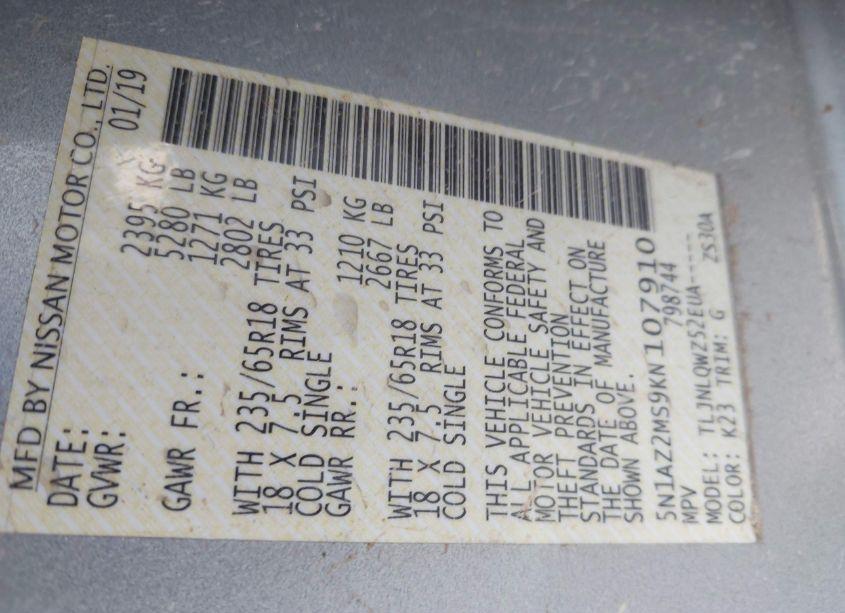 MFD BY NISSAN MOTOR CO., LTD.
DATE: 01/19
GVWR: 2395 KG
5280 LB
GAWR FR.: 1271 KG
2802 LB
WITH 235/65R18 TIRES
18 X 7.5 RIMS AT 33 PSI
COLD SINGLE
GAWR RR.: 1210 KG
2667 LB
WITH 235/65R18 TIRES
18 X 7.5 RIMS AT 33 PSI
COLD SINGLE
THIS VEHICLE CONFORMS TO
ALL APPLICABLE FEDERAL
MOTOR VEHICLE SAFETY AND
THEFT PREVENTION
STANDARDS IN EFFECT ON
THE DATE OF MANUFACTURE
SHOWN ABOVE.
5N1AZ2MS9KN107910
MPV 798744
MODEL: TLJNLQWZ52EUA-----
COLOR: K23 TRIM: G ZS30A